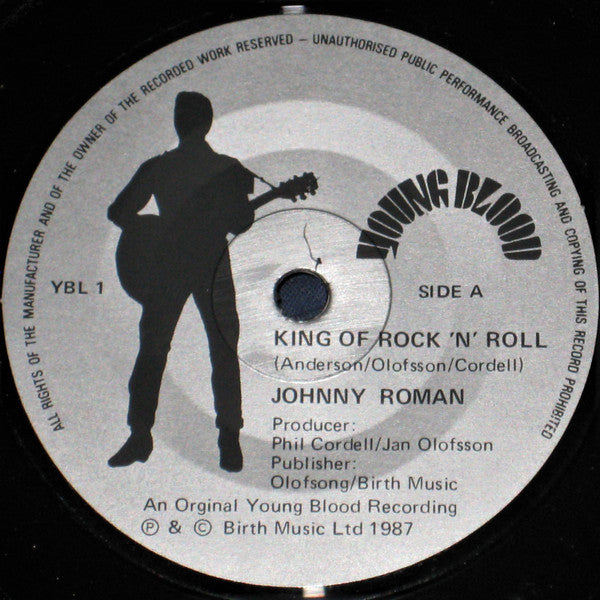 ALL RIGHTS OF THE MANUFACTURER AND OF THE OWNER OF THE RECORDED WORK RESERVED – UNAUTHORISED PUBLIC PERFORMANCE BROADCASTING AND COPYING OF THIS RECORD PROHIBITED
YOUNG BLOOD
YBL 1
SIDE A
KING OF ROCK 'N' ROLL
(Anderson/Olofsson/Cordell)
JOHNNY ROMAN
Producer:
Phil Cordell/Jan Olofsson
Publisher:
Olofsong/Birth Music
An Orginal Young Blood Recording
℗ & © Birth Music Ltd 1987